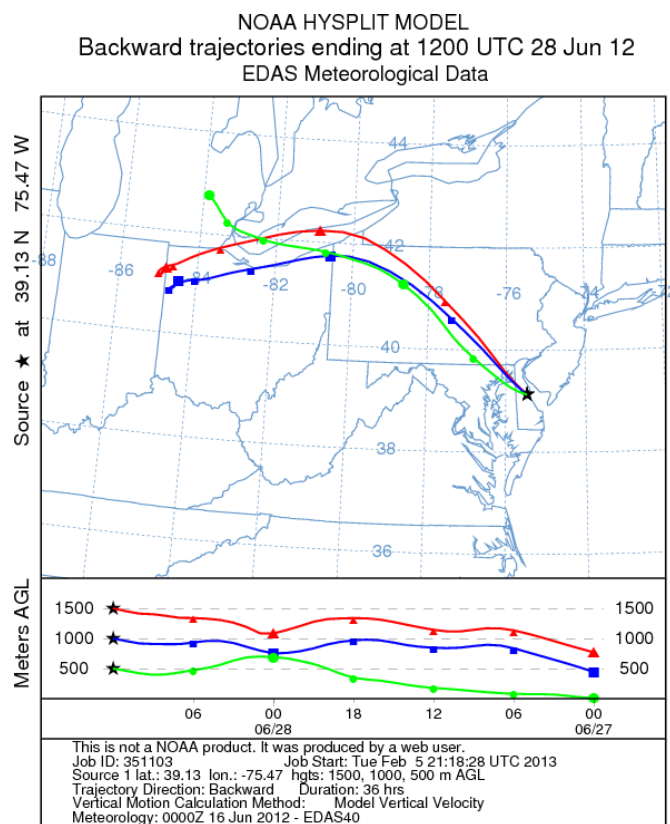 NOAA HYSPLIT MODEL
Backward trajectories ending at 1200 UTC 28 Jun 12
EDAS Meteorological Data
Source ★ at 39.13 N 75.47 W
44
42
-88
-86
-84
-82
-80
-78
-76
-74
40
38
36
Meters AGL
1500 1500
1000 1000
500 500
06 00 18 12 06 00
06/28 06/27
This is not a NOAA product. It was produced by a web user.
Job ID: 351103 Job Start: Tue Feb 5 21:18:28 UTC 2013
Source 1 lat.: 39.13 lon.: -75.47 hgts: 1500, 1000, 500 m AGL
Trajectory Direction: Backward Duration: 36 hrs
Vertical Motion Calculation Method: Model Vertical Velocity
Meteorology: 0000Z 16 Jun 2012 - EDAS40